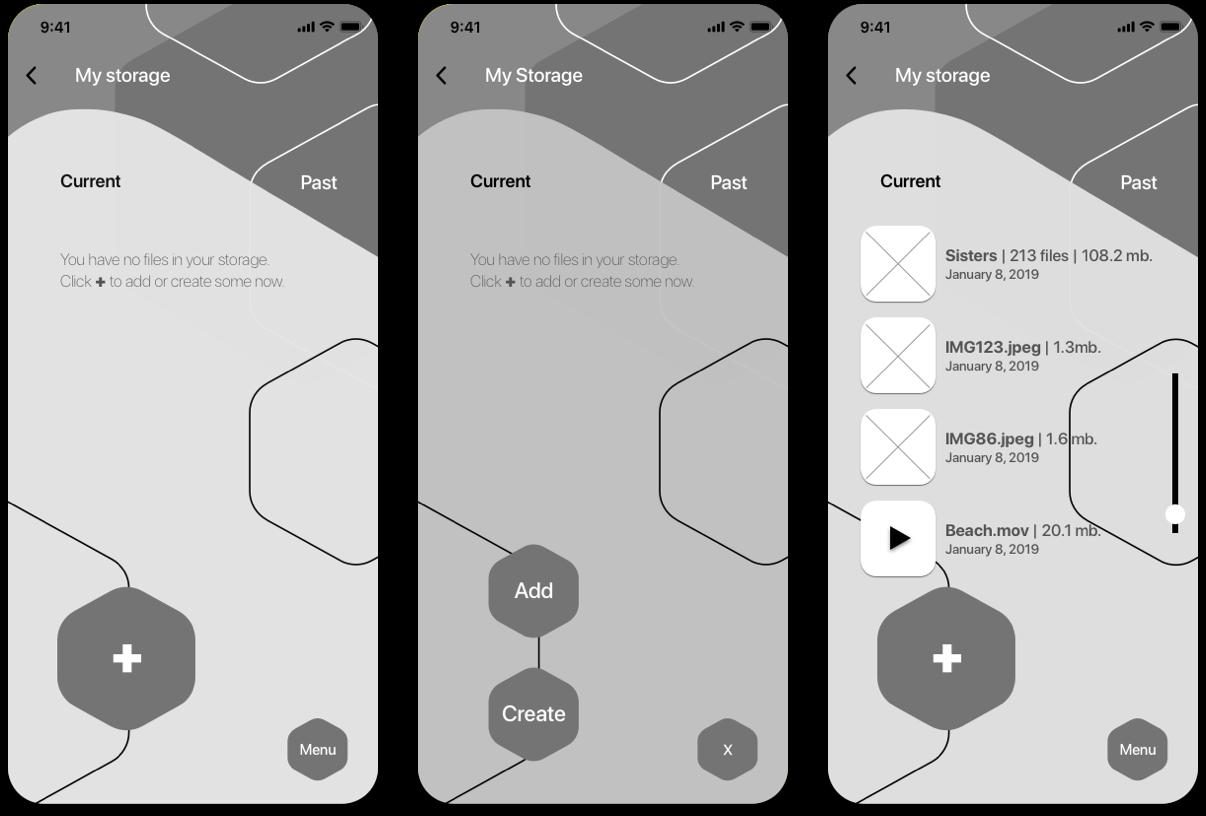 9:41
My storage
Current
Past
You have no files in your storage.
Click + to add or create some now.
+
Menu
9:41
My Storage
Current
Past
You have no files in your storage.
Click + to add or create some now.
Add
Create
X
9:41
My storage
Current
Past
Sisters | 213 files | 108.2 mb.
January 8, 2019
IMG123.jpeg | 1.3mb.
January 8, 2019
IMG86.jpeg | 1.6 mb.
January 8, 2019
Beach.mov | 20.1 mb.
January 8, 2019
+
Menu